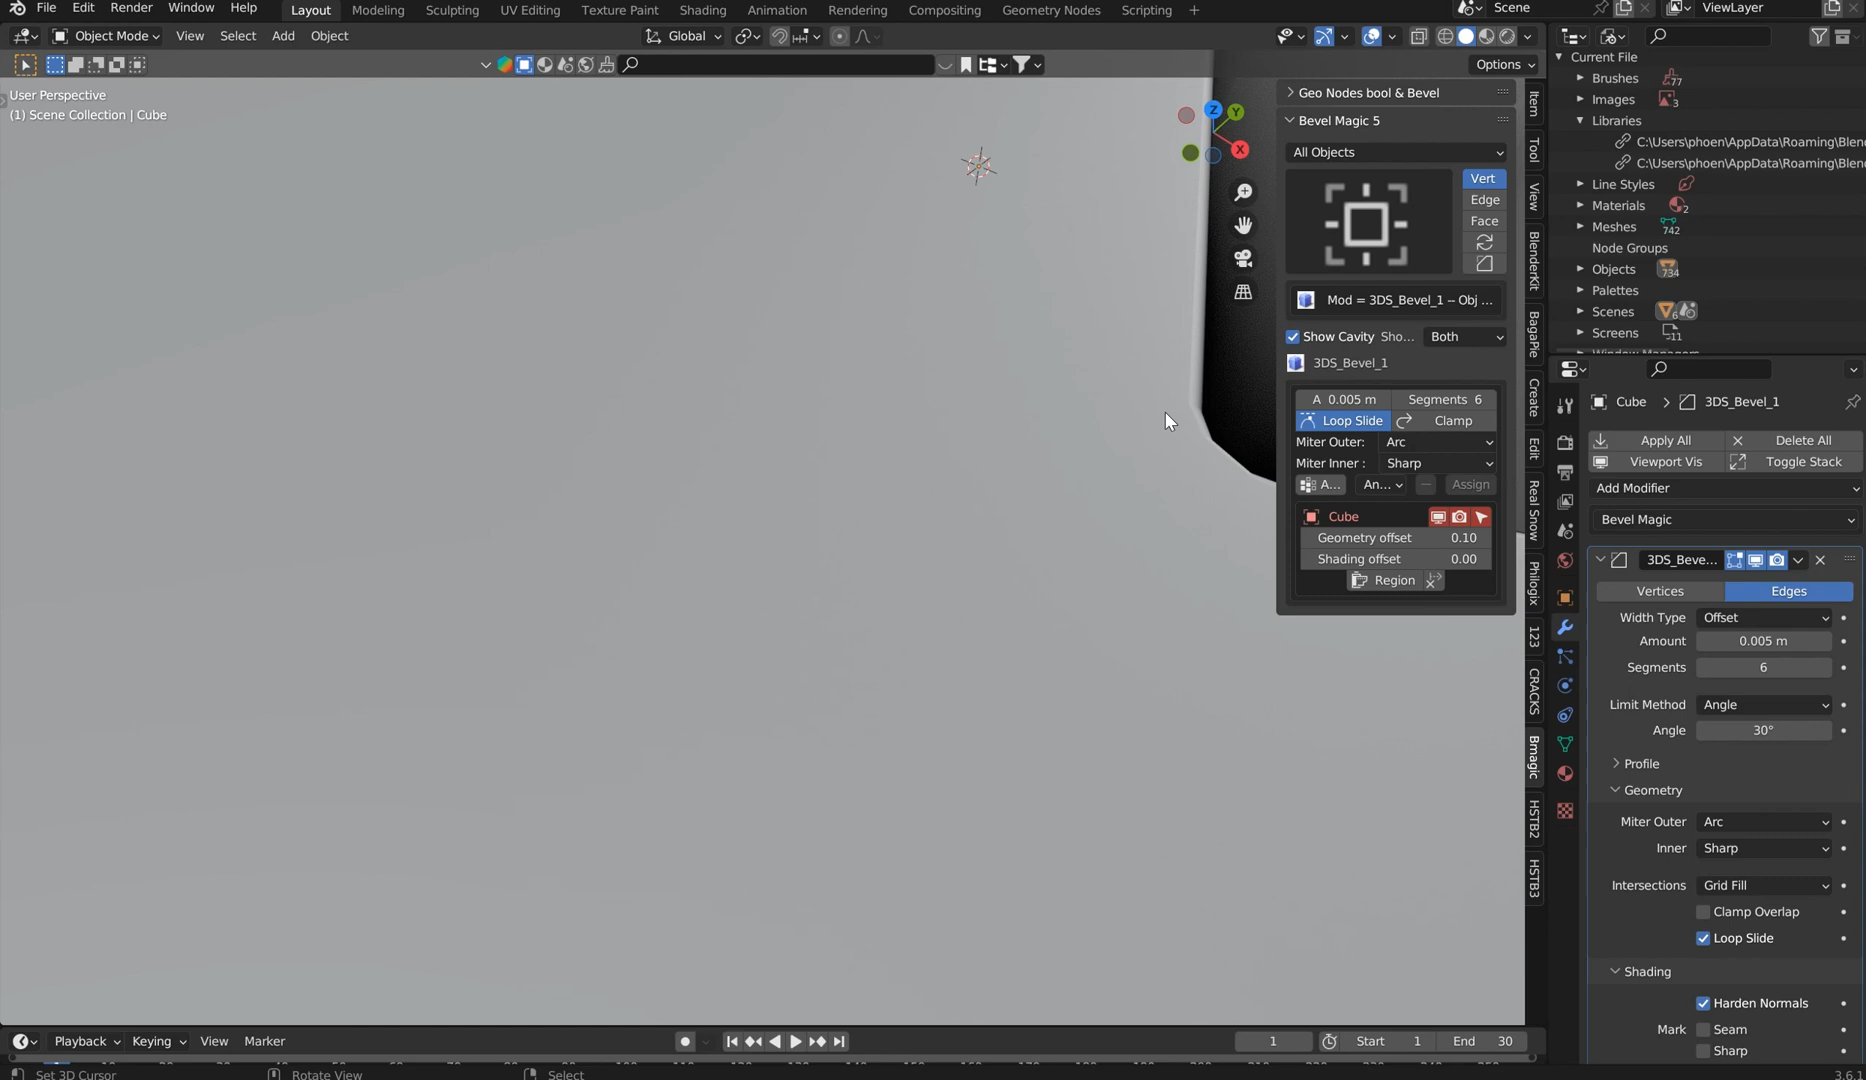 File Edit Render Window Help Layout Modeling Sculpting UV Editing Texture Paint Shading Animation Rendering Compositing Geometry Nodes Scripting + Scene ViewLayer
Object Mode View Select Add Object Global
Options
User Perspective
(1) Scene Collection | Cube
Z
Y
X
Geo Nodes bool & Bevel
Bevel Magic 5
All Objects
Vert
Edge
Face
Mod = 3DS_Bevel_1 -- Obj ...
Show Cavity Sho... Both
3DS_Bevel_1
A 0.005 m Segments 6
Loop Slide Clamp
Miter Outer: Arc
Miter Inner : Sharp
A... An... Assign
Cube
Geometry offset 0.10
Shading offset 0.00
Region
Item
Tool
View
BlenderKit
BagaPie
Create
Edit
Real Snow
Philogix
123
CRACKS
Bmagic
HSTB2
HSTB3
Current File
Brushes 77
Images 3
Libraries
C:\Users\phoen\AppData\Roaming\Blen
C:\Users\phoen\AppData\Roaming\Blen
Line Styles
Materials 2
Meshes 742
Node Groups
Objects 734
Palettes
Scenes 6
Screens 11
Window Managers
Cube > 3DS_Bevel_1
Apply All Delete All
Viewport Vis Toggle Stack
Add Modifier
Bevel Magic
3DS_Beve...
Vertices Edges
Width Type Offset
Amount 0.005 m
Segments 6
Limit Method Angle
Angle 30°
Profile
Geometry
Miter Outer Arc
Inner Sharp
Intersections Grid Fill
Clamp Overlap
Loop Slide
Shading
Harden Normals
Mark Seam
Sharp
Playback Keying View Marker 1 Start 1 End 30
Set 3D Cursor Rotate View Select 3.6.1